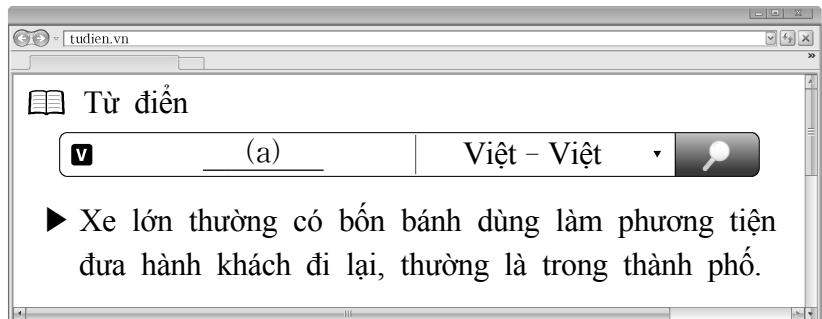 tudien.vn
Từ điển
V (a) Việt - Việt
▶ Xe lớn thường có bốn bánh dùng làm phương tiện
đưa hành khách đi lại, thường là trong thành phố.